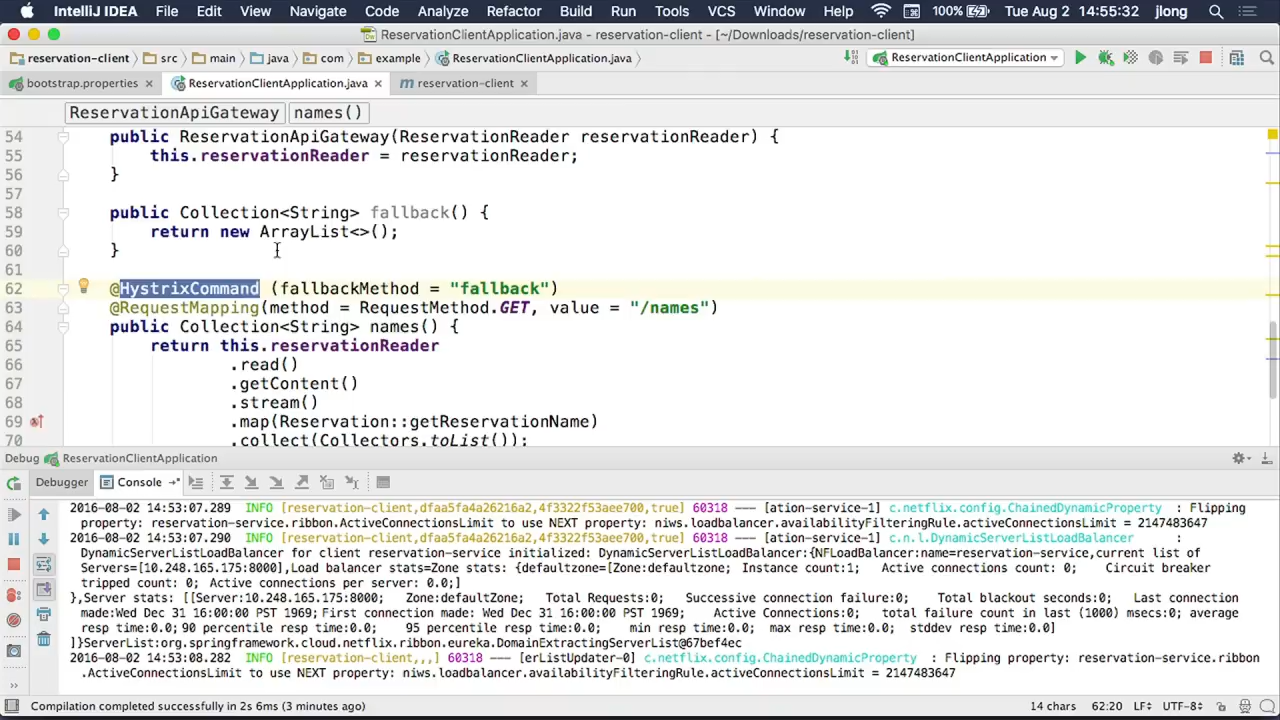 IntelliJ IDEA File Edit View Navigate Code Analyze Refactor Build Run Tools VCS Window Help 100% Tue Aug 2 14:55:32 jlong
ReservationClientApplication.java - reservation-client - [~/Downloads/reservation-client]
reservation-client src main java com example ReservationClientApplication.java ReservationClientApplication
bootstrap.properties ReservationClientApplication.java reservation-client
ReservationApiGateway names()
54 public ReservationApiGateway(ReservationReader reservationReader) {
55 this.reservationReader = reservationReader;
56 }
57
58 public Collection<String> fallback() {
59 return new ArrayList<>();
60 }
61
62 @HystrixCommand (fallbackMethod = "fallback")
63 @RequestMapping(method = RequestMethod.GET, value = "/names")
64 public Collection<String> names() {
65 return this.reservationReader
66 .read()
67 .getContent()
68 .stream()
69 .map(Reservation::getReservationName)
70 .collect(Collectors.toList());
Debug ReservationClientApplication
Debugger Console
2016-08-02 14:53:07.289 INFO [reservation-client,dfaa5fa4a26216a2,4f3322f53aee700,true] 60318 --- [ation-service-1] c.netflix.config.ChainedDynamicProperty : Flipping
property: reservation-service.ribbon.ActiveConnectionsLimit to use NEXT property: niws.loadbalancer.availabilityFilteringRule.activeConnectionsLimit = 2147483647
2016-08-02 14:53:07.290 INFO [reservation-client,dfaa5fa4a26216a2,4f3322f53aee700,true] 60318 --- [ation-service-1] c.n.l.DynamicServerListLoadBalancer :
DynamicServerListLoadBalancer for client reservation-service initialized: DynamicServerListLoadBalancer:{NFLoadBalancer:name=reservation-service,current list of
Servers=[10.248.165.175:8000],Load balancer stats=Zone stats: {defaultzone=[Zone:defaultzone; Instance count:1; Active connections count: 0; Circuit breaker
tripped count: 0; Active connections per server: 0.0;]
},Server stats: [[Server:10.248.165.175:8000; Zone:defaultZone; Total Requests:0; Successive connection failure:0; Total blackout seconds:0; Last connection
made:Wed Dec 31 16:00:00 PST 1969; First connection made: Wed Dec 31 16:00:00 PST 1969; Active Connections:0; total failure count in last (1000) msecs:0; average
resp time:0.0; 90 percentile resp time:0.0; 95 percentile resp time:0.0; min resp time:0.0; max resp time:0.0; stddev resp time:0.0]
]}ServerList:org.springframework.cloud.netflix.ribbon.eureka.DomainExtractingServerList@67bef4ec
2016-08-02 14:53:08.282 INFO [reservation-client,,,] 60318 --- [erListUpdater-0] c.netflix.config.ChainedDynamicProperty : Flipping property: reservation-service.ribbon
.ActiveConnectionsLimit to use NEXT property: niws.loadbalancer.availabilityFilteringRule.activeConnectionsLimit = 2147483647
Compilation completed successfully in 2s 6ms (3 minutes ago) 14 chars 62:20 LF UTF-8